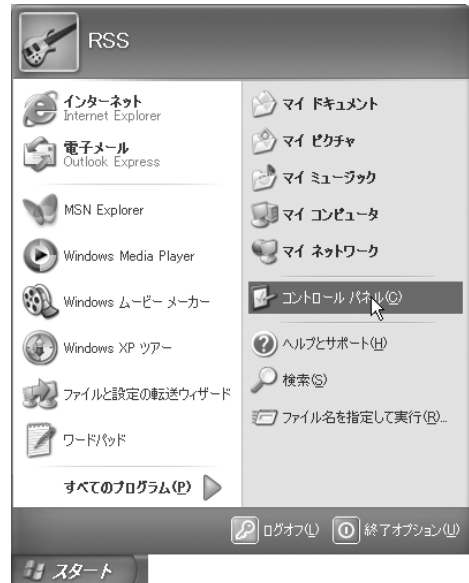 RSS
インターネット
Internet Explorer
電子メール
Outlook Express
MSN Explorer
Windows Media Player
Windows ムービー メーカー
Windows XP ツアー
ファイルと設定の転送ウィザード
ワードパッド
すべてのプログラム(P)
マイ ドキュメント
マイ ピクチャ
マイ ミュージック
マイ コンピュータ
マイ ネットワーク
コントロール パネル(C)
ヘルプとサポート(H)
検索(S)
ファイル名を指定して実行(R)...
ログオフ(L)
終了オプション(U)
スタート